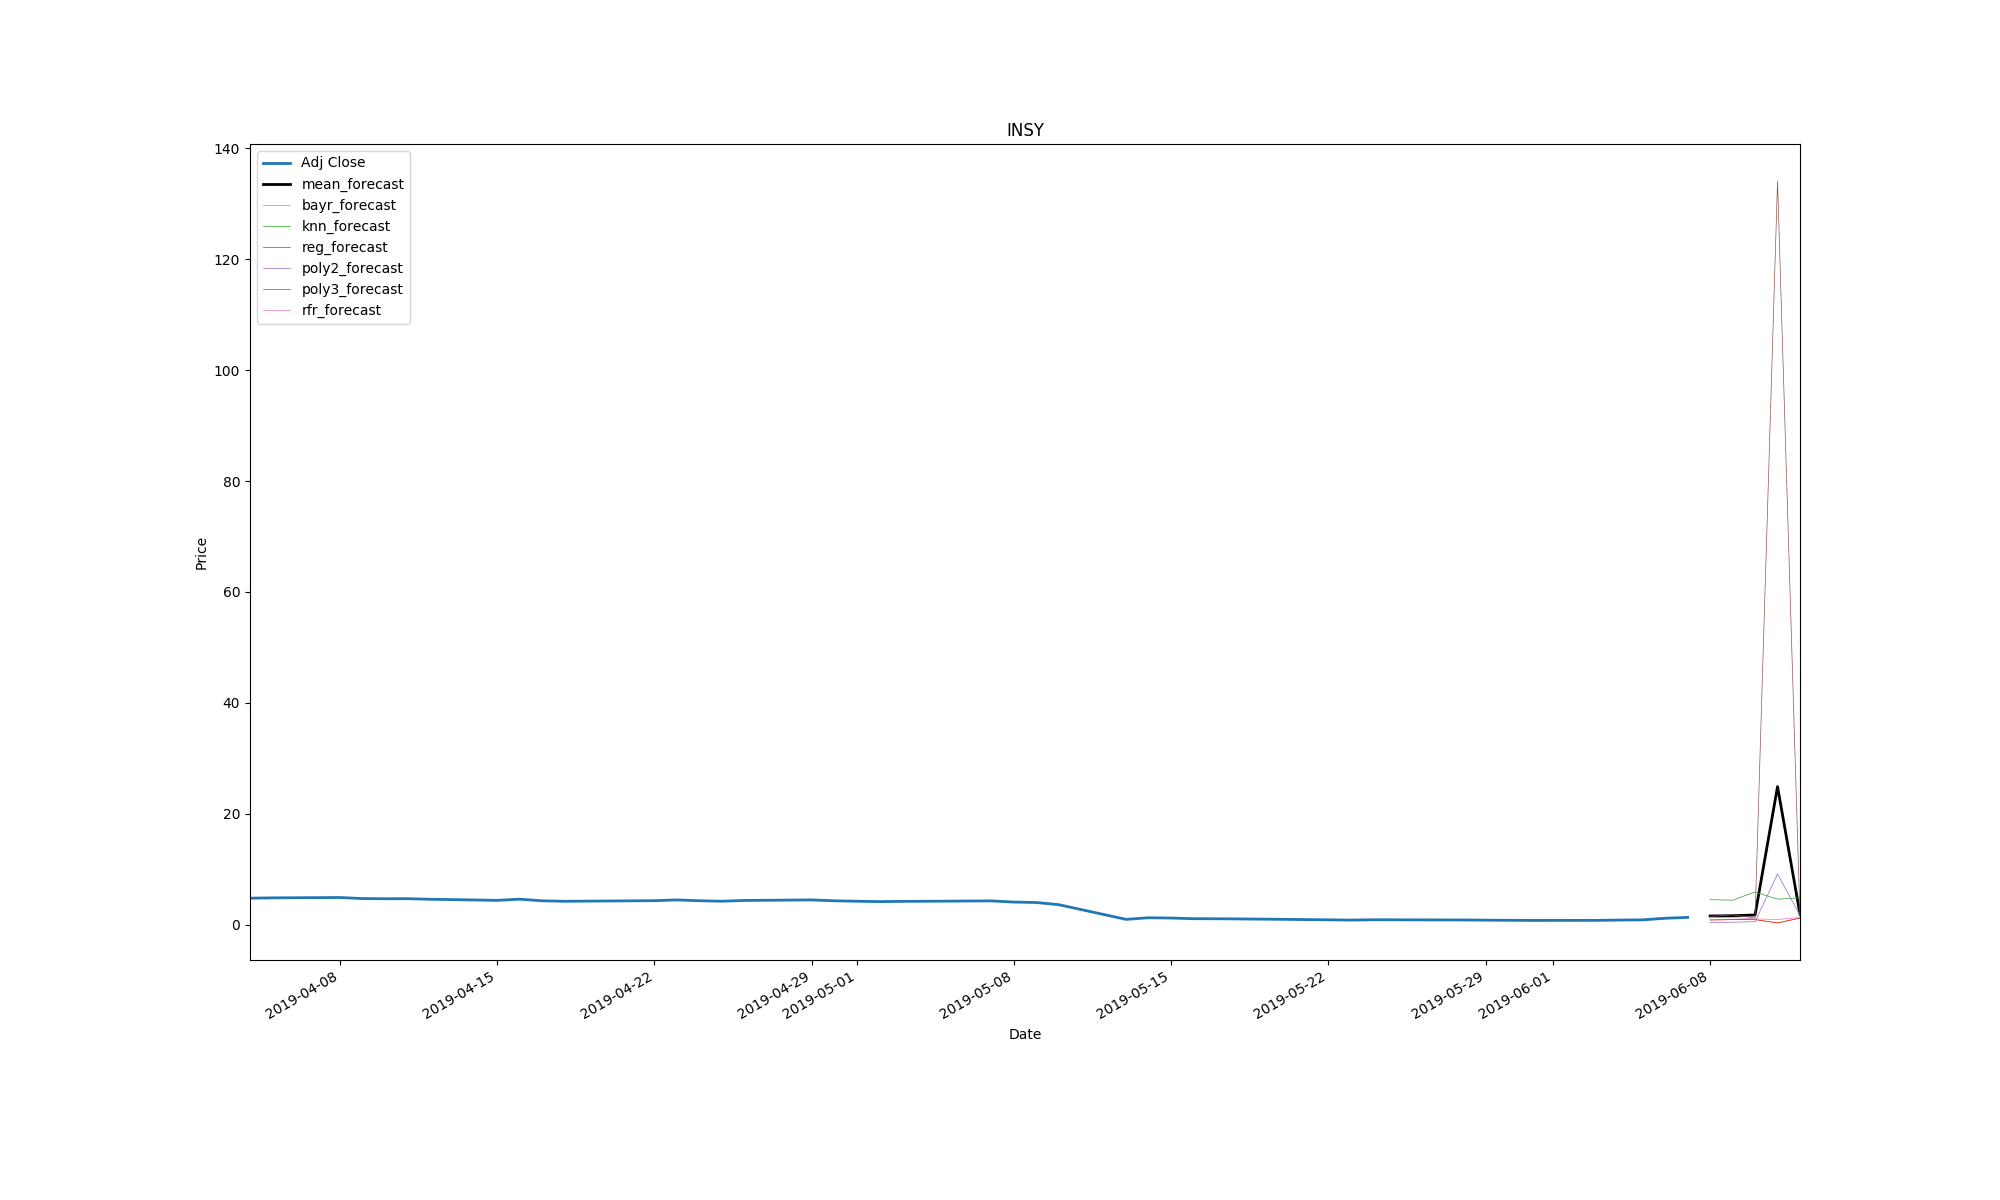 INSY
140
120
100
80
60
40
20
0
Price
Adj Close
mean_forecast
bayr_forecast
knn_forecast
reg_forecast
poly2_forecast
poly3_forecast
rfr_forecast
2019-04-08
2019-04-15
2019-04-22
2019-04-29
2019-05-01
2019-05-08
2019-05-15
2019-05-22
2019-05-29
2019-06-01
2019-06-08
Date